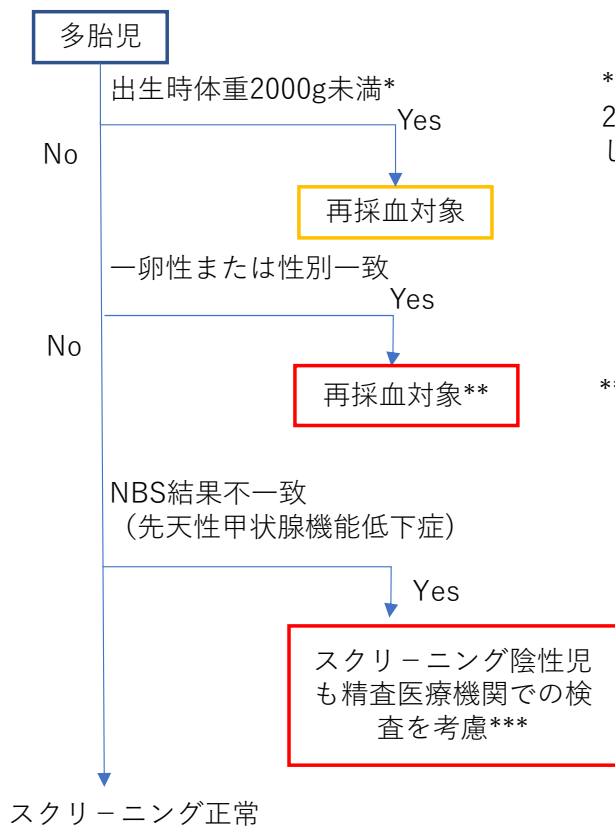 多胎児
出生時体重2000g未満*
*
Yes
2
No
再採血対象
一卵性または性別一致
Yes
No
再採血対象**
**
NBS結果不一致
（先天性甲状腺機能低下症）
Yes
スクリ－ニング陰性児
も精査医療機関での検
査を考慮***
スクリ－ニング正常